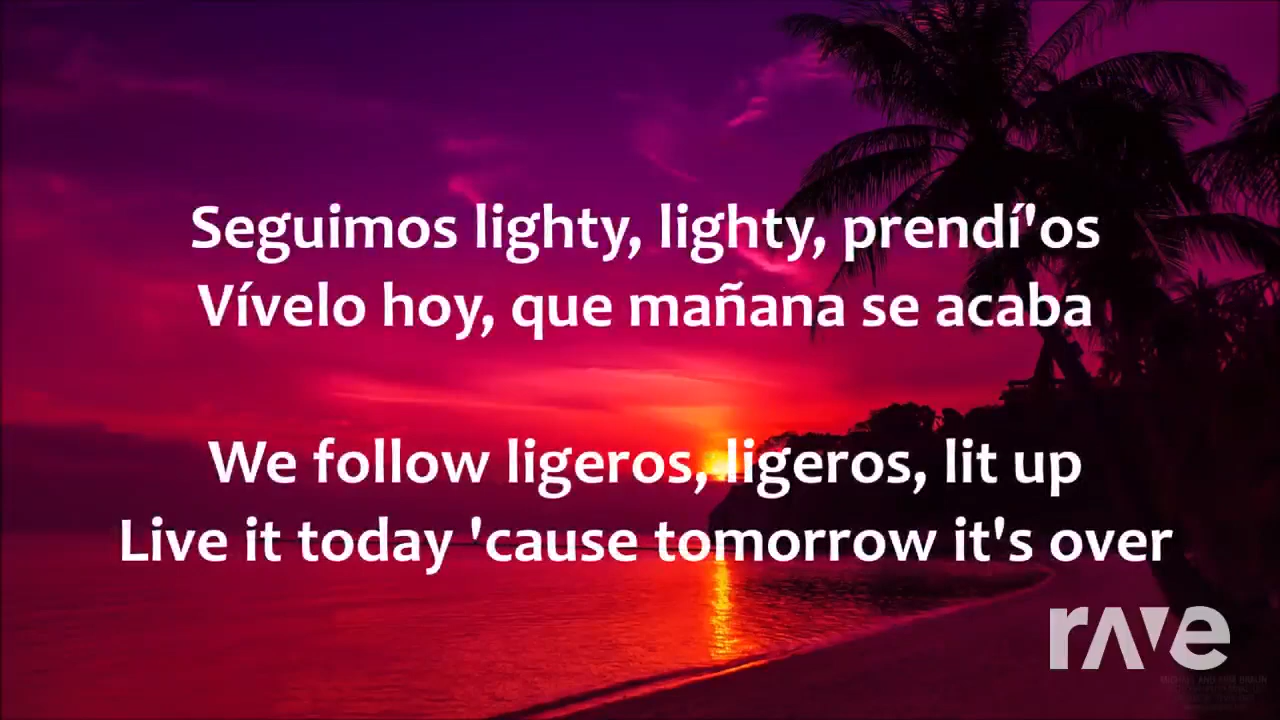 Seguimos lighty, lighty, prendí'os
Vívelo hoy, que mañana se acaba
We follow ligeros, ligeros, lit up
Live it today 'cause tomorrow it's over
rave